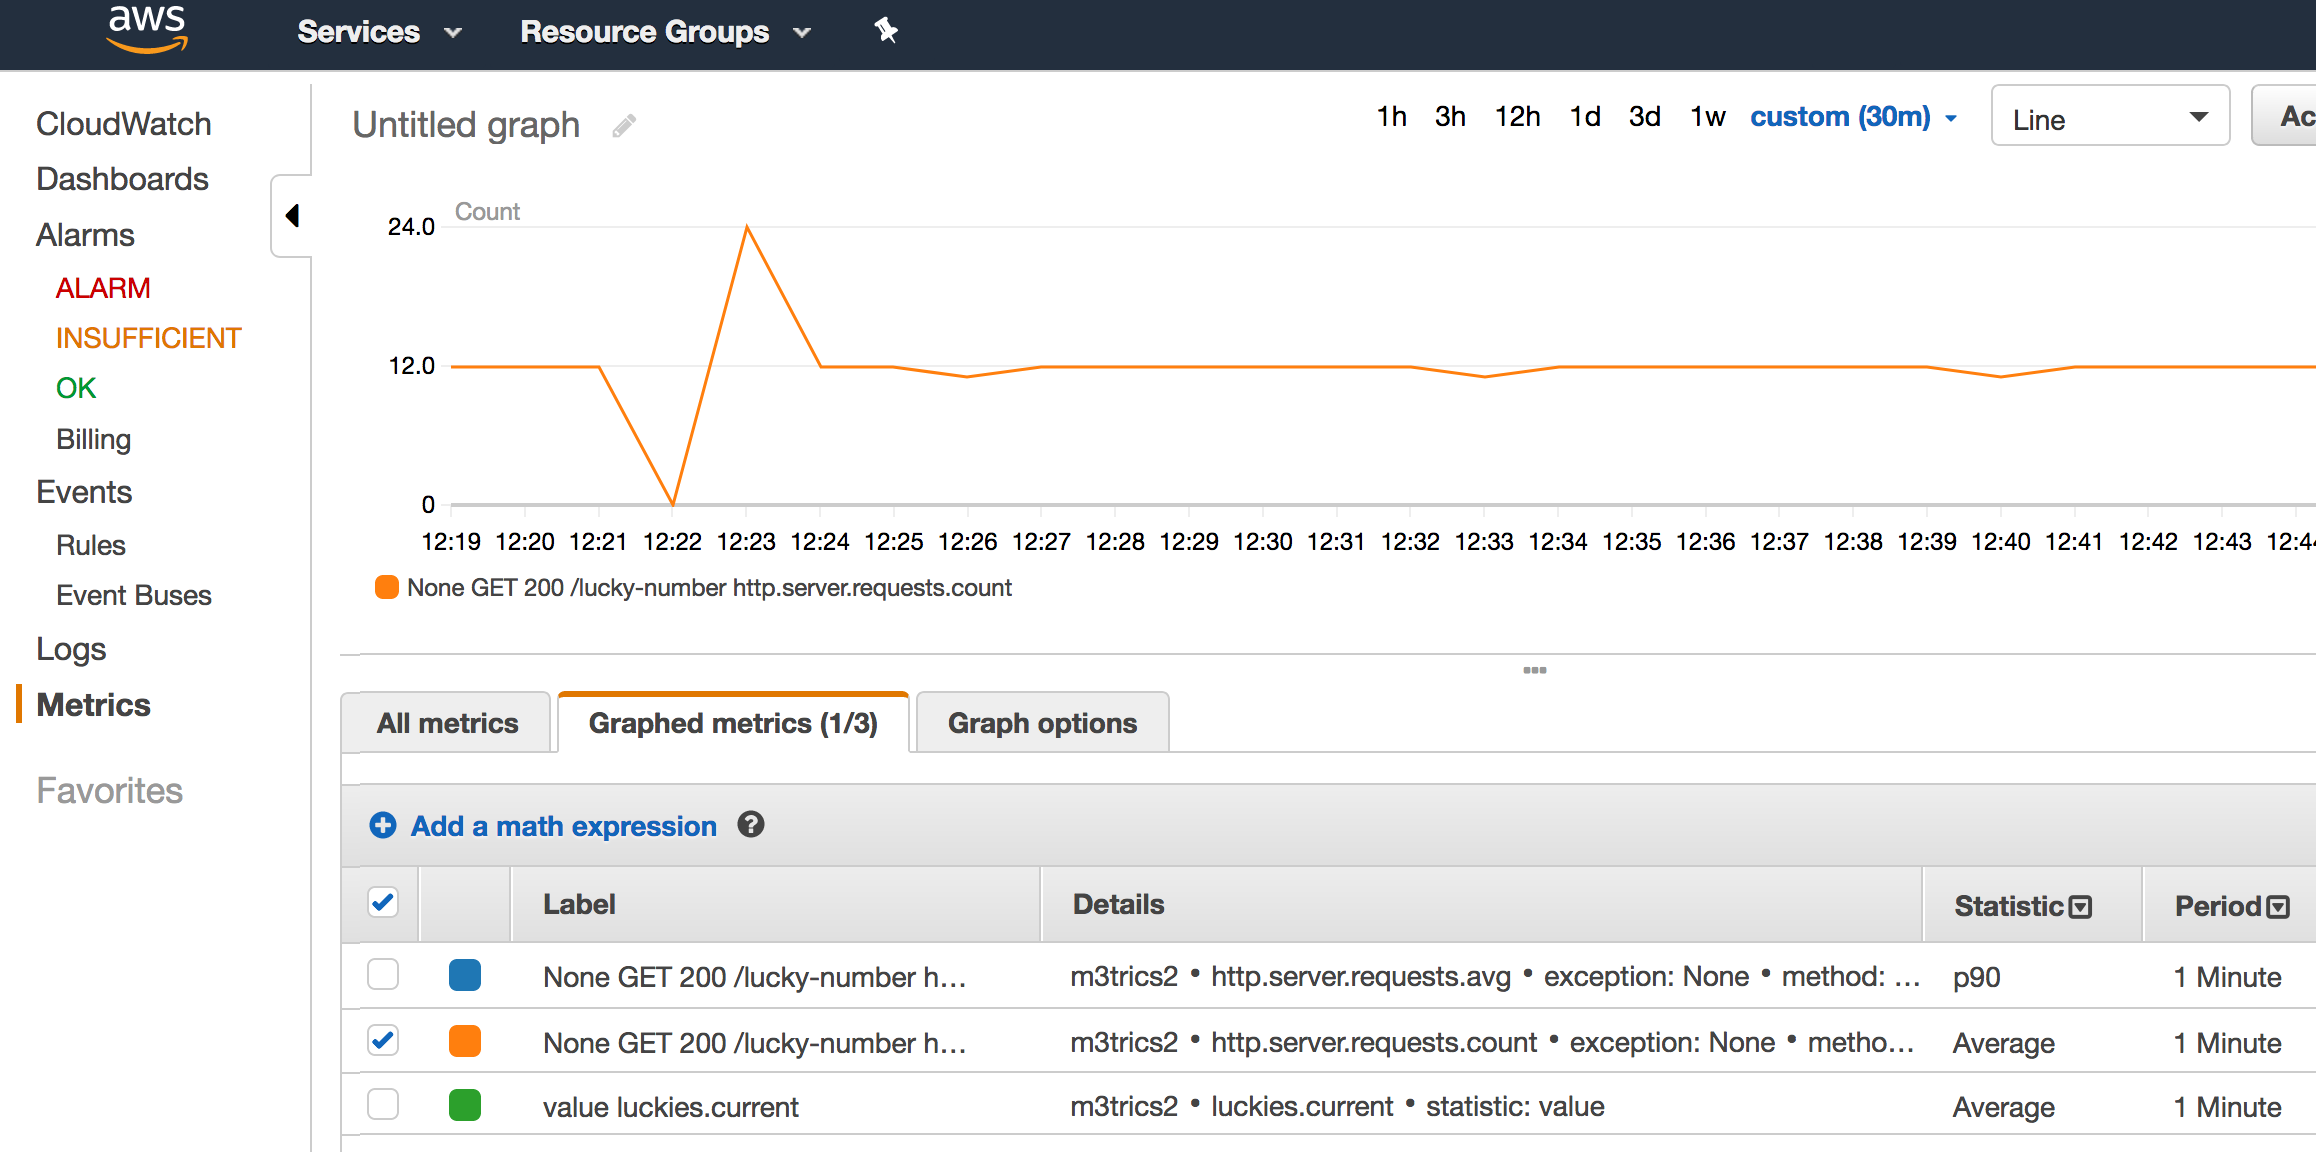 aws Services Resource Groups
CloudWatch
Dashboards
Alarms
ALARM
INSUFFICIENT
OK
Billing
Events
Rules
Event Buses
Logs
Metrics
Favorites
Untitled graph
1h 3h 12h 1d 3d 1w custom (30m) Line Ac
Count
24.0
12.0
0
12:19 12:20 12:21 12:22 12:23 12:24 12:25 12:26 12:27 12:28 12:29 12:30 12:31 12:32 12:33 12:34 12:35 12:36 12:37 12:38 12:39 12:40 12:41 12:42 12:43 12:44
None GET 200 /lucky-number http.server.requests.count
All metrics Graphed metrics (1/3) Graph options
Add a math expression ?
Label Details Statistic Period
None GET 200 /lucky-number h... m3trics2 • http.server.requests.avg • exception: None • method: ... p90 1 Minute
None GET 200 /lucky-number h... m3trics2 • http.server.requests.count • exception: None • metho... Average 1 Minute
value luckies.current m3trics2 • luckies.current • statistic: value Average 1 Minute